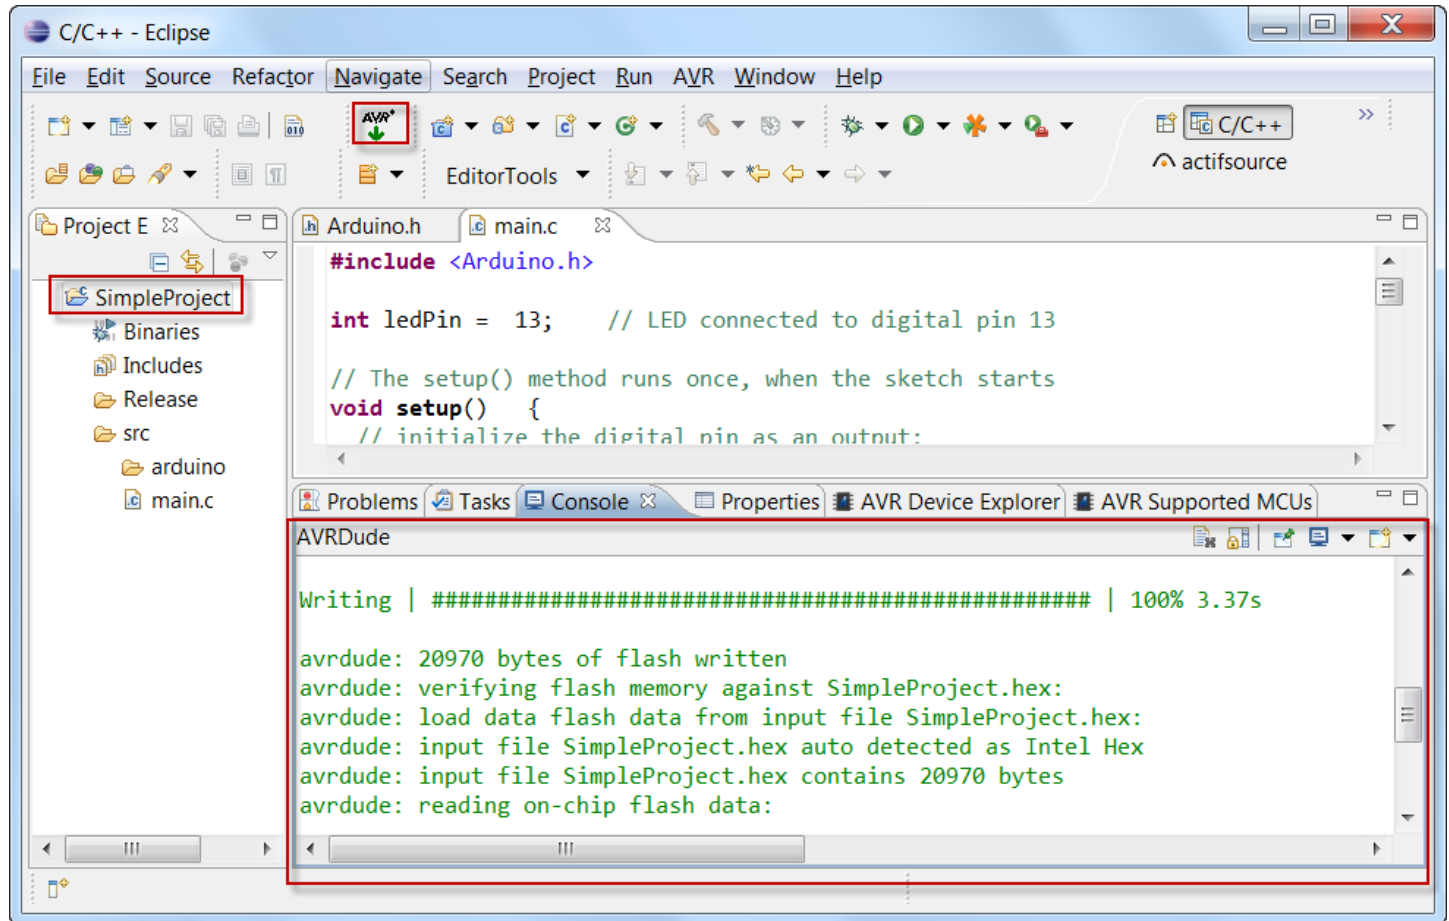 C/C++ - Eclipse
File Edit Source Refactor Navigate Search Project Run AVR Window Help
010 AVR C/C++
EditorTools actifsource
Project E
Arduino.h main.c
SimpleProject
Binaries
Includes
Release
src
arduino
main.c
#include <Arduino.h>
int ledPin =  13;    // LED connected to digital pin 13
// The setup() method runs once, when the sketch starts
void setup()   {
// initialize the digital pin as an output:
Problems Tasks Console Properties AVR Device Explorer AVR Supported MCUs
AVRDude
Writing | ################################################## | 100% 3.37s
avrdude: 20970 bytes of flash written
avrdude: verifying flash memory against SimpleProject.hex:
avrdude: load data flash data from input file SimpleProject.hex:
avrdude: input file SimpleProject.hex auto detected as Intel Hex
avrdude: input file SimpleProject.hex contains 20970 bytes
avrdude: reading on-chip flash data: